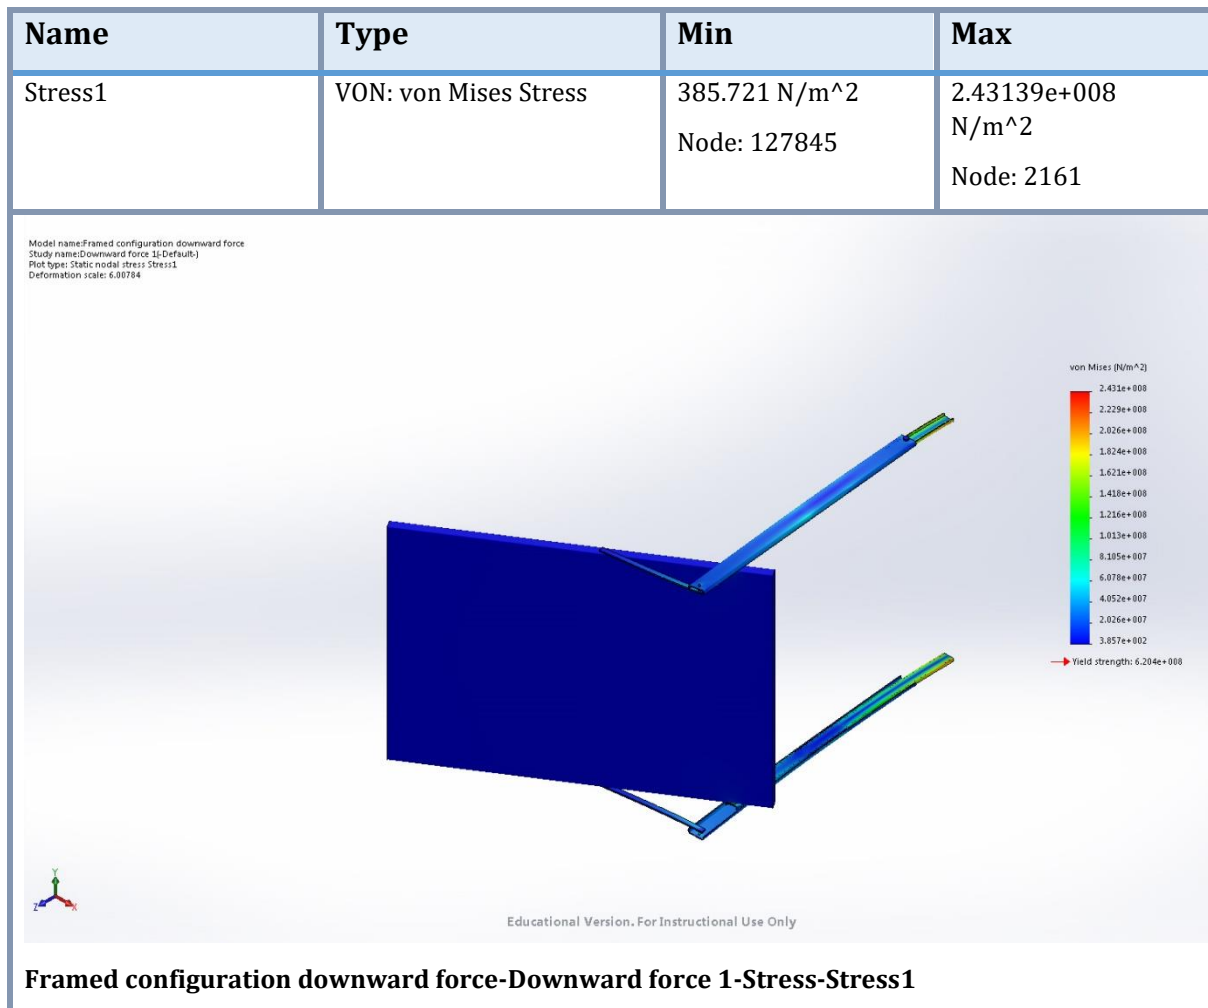 Name Type Min Max
Stress1 VON: von Mises Stress 385.721 N/m^2 2.43139e+008
N/m^2
Node: 127845
Node: 2161
Model name:Framed configuration downward force
Study name:Downward force 1(-Default-)
Plot type: Static nodal stress Stress1
Deformation scale: 6.00784
von Mises (N/m^2)
2.431e+008
2.229e+008
2.026e+008
1.824e+008
1.621e+008
1.418e+008
1.216e+008
1.013e+008
8.105e+007
6.078e+007
4.052e+007
2.026e+007
3.857e+002
Yield strength: 6.204e+008
Y
Z X
Educational Version. For Instructional Use Only
Framed configuration downward force-Downward force 1-Stress-Stress1